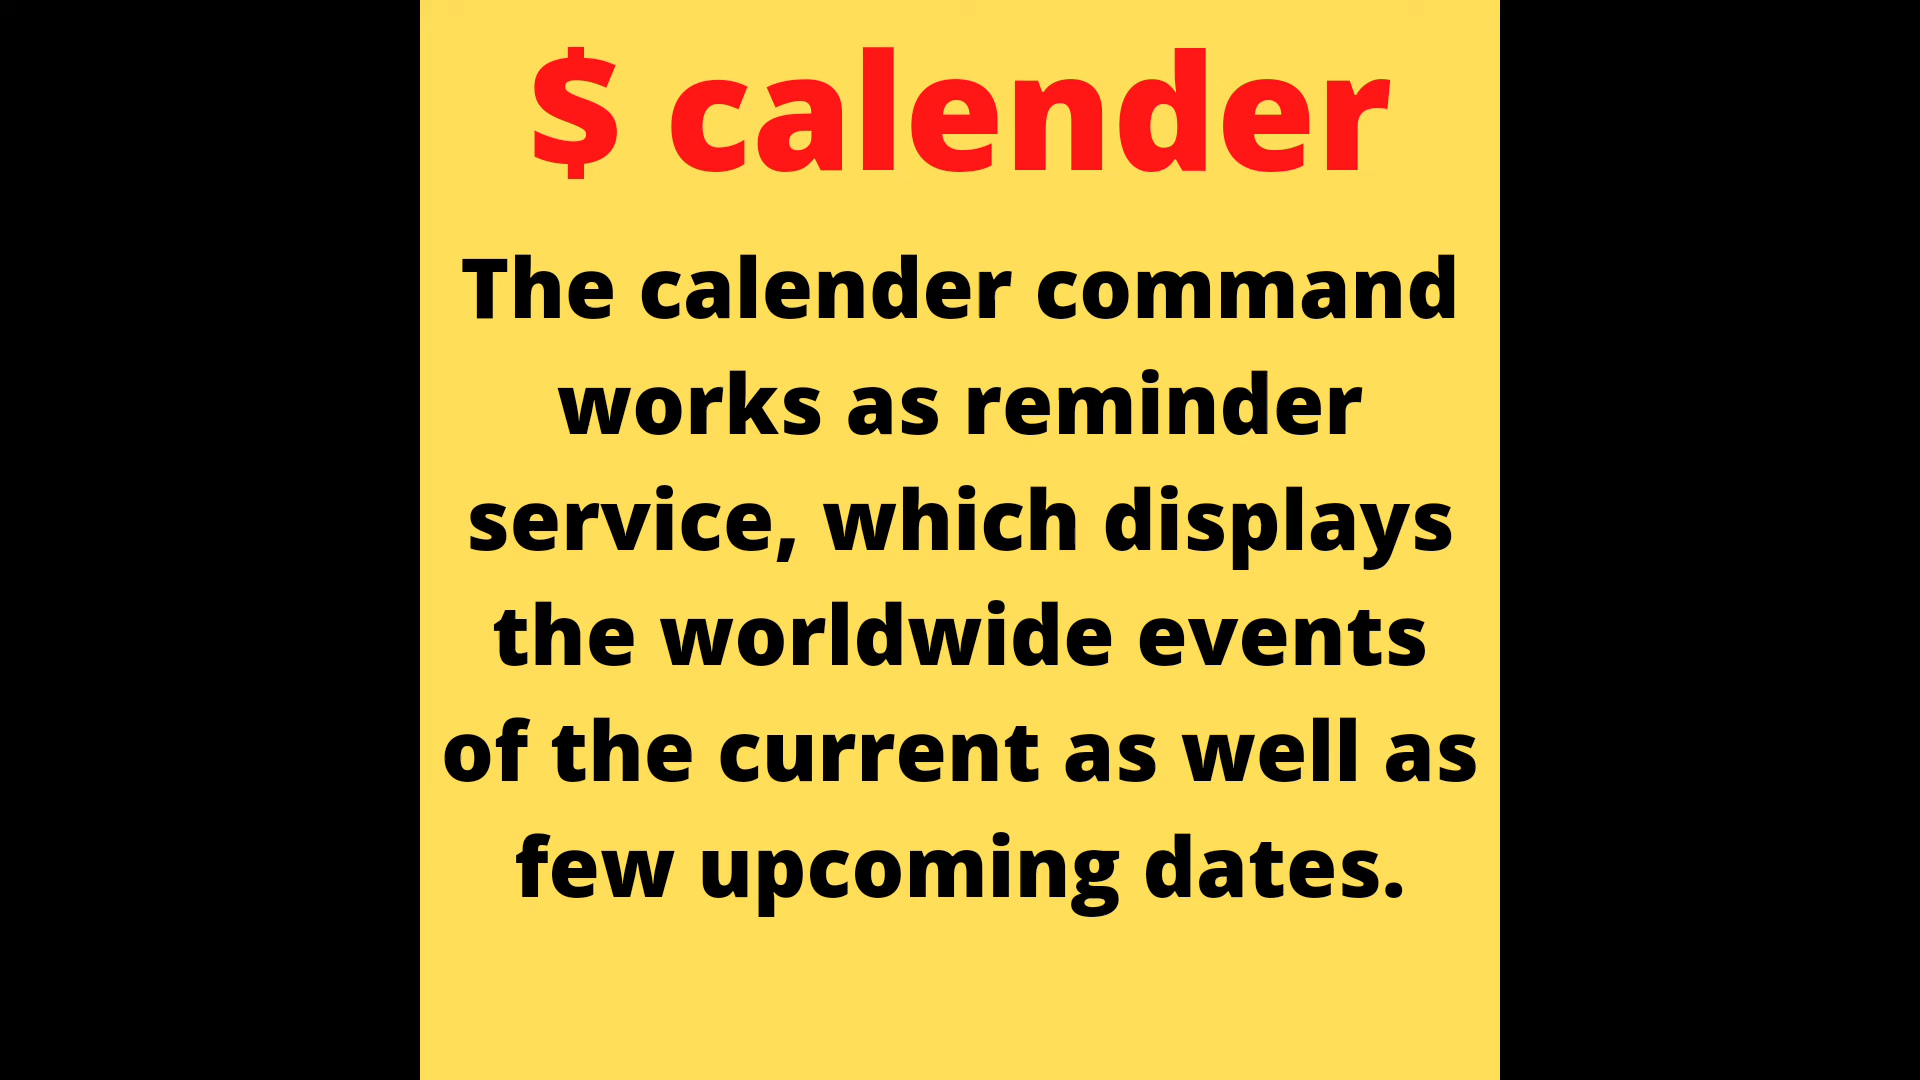 $ calender
The calender command
works as reminder
service, which displays
the worldwide events
of the current as well as
few upcoming dates.